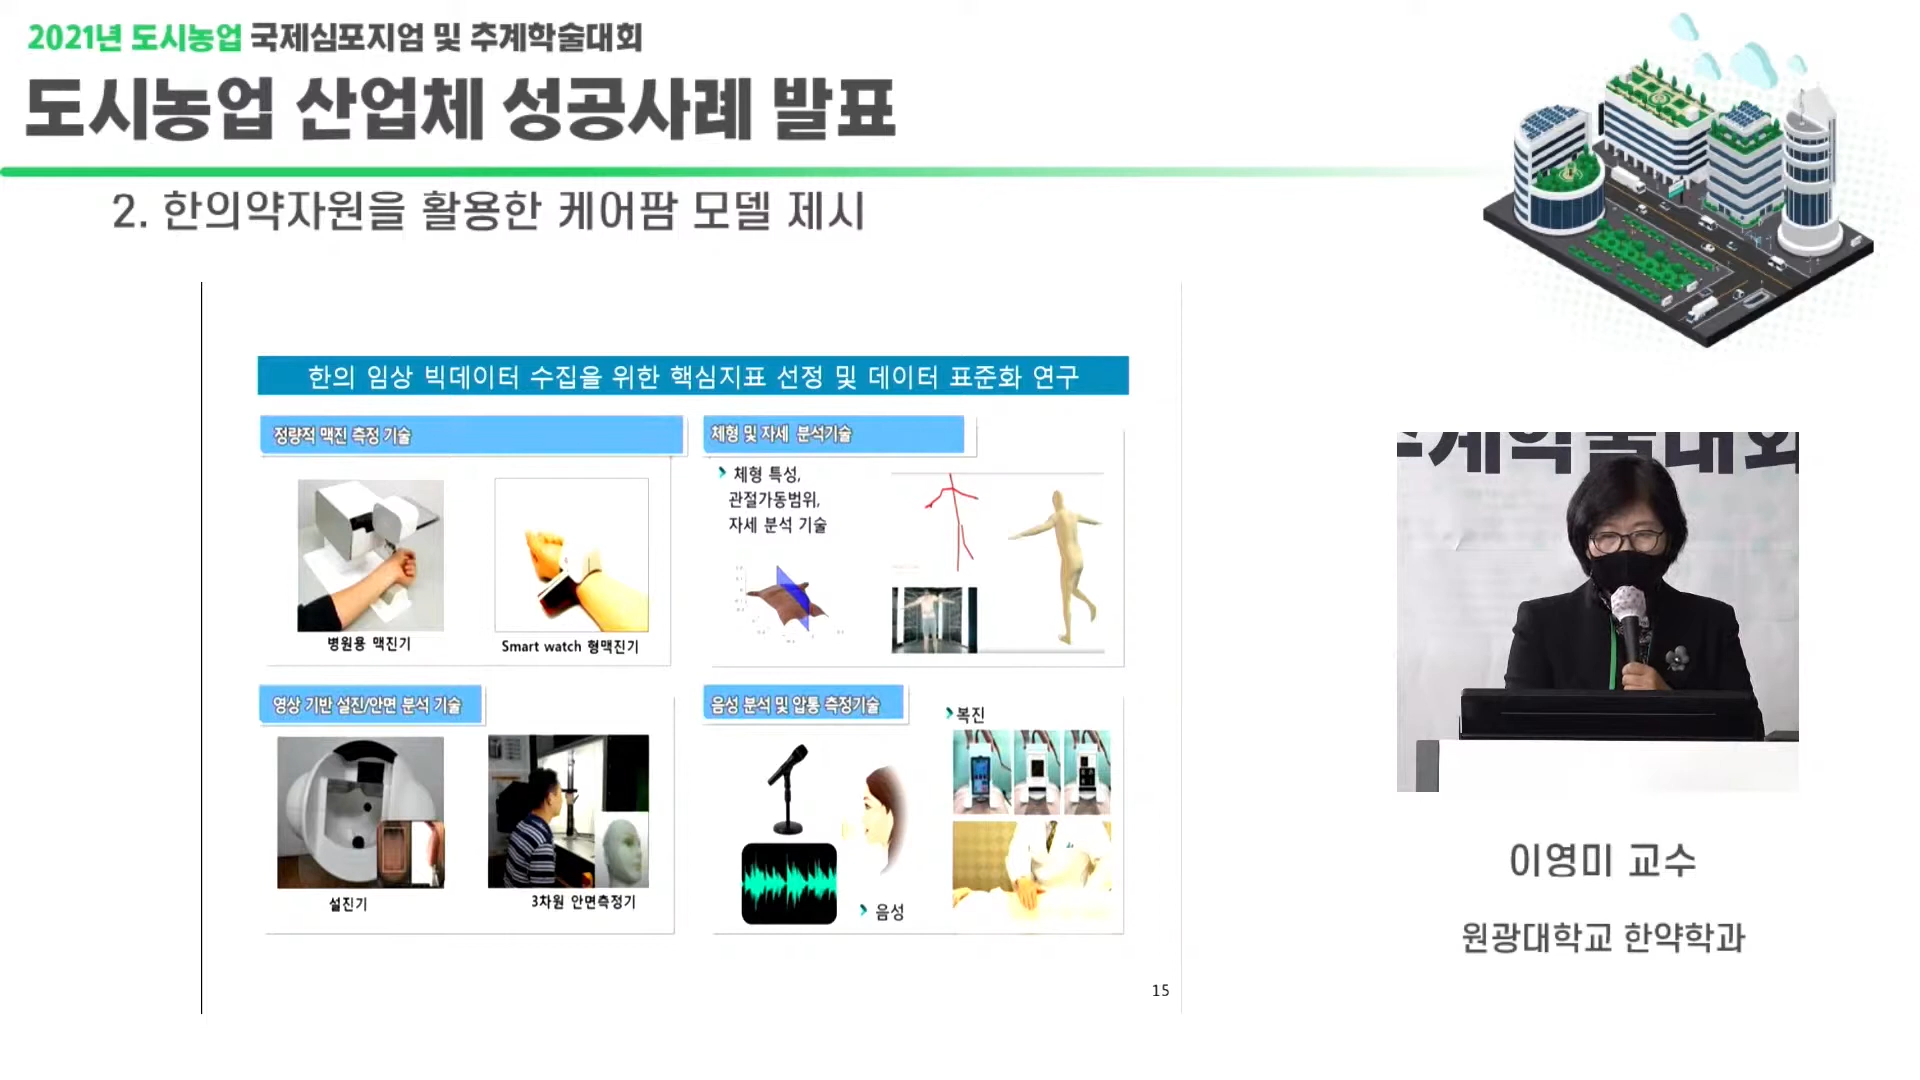 2021년 도시농업 국제심포지엄 및 추계학술대회
도시농업 산업체 성공사례 발표
2. 한의약자원을 활용한 케어팜 모델 제시
한의 임상 빅데이터 수집을 위한 핵심지표 선정 및 데이터 표준화 연구
정량적 맥진 측정 기술
병원용 맥진기
Smart watch 형맥진기
체형 및 자세 분석기술
체형 특성,
관절가동범위,
자세 분석 기술
영상 기반 설진/안면 분석 기술
설진기
3차원 안면측정기
음성 분석 및 압통 측정기술
복진
음성
15
추계학술대회
이영미 교수
원광대학교 한약학과